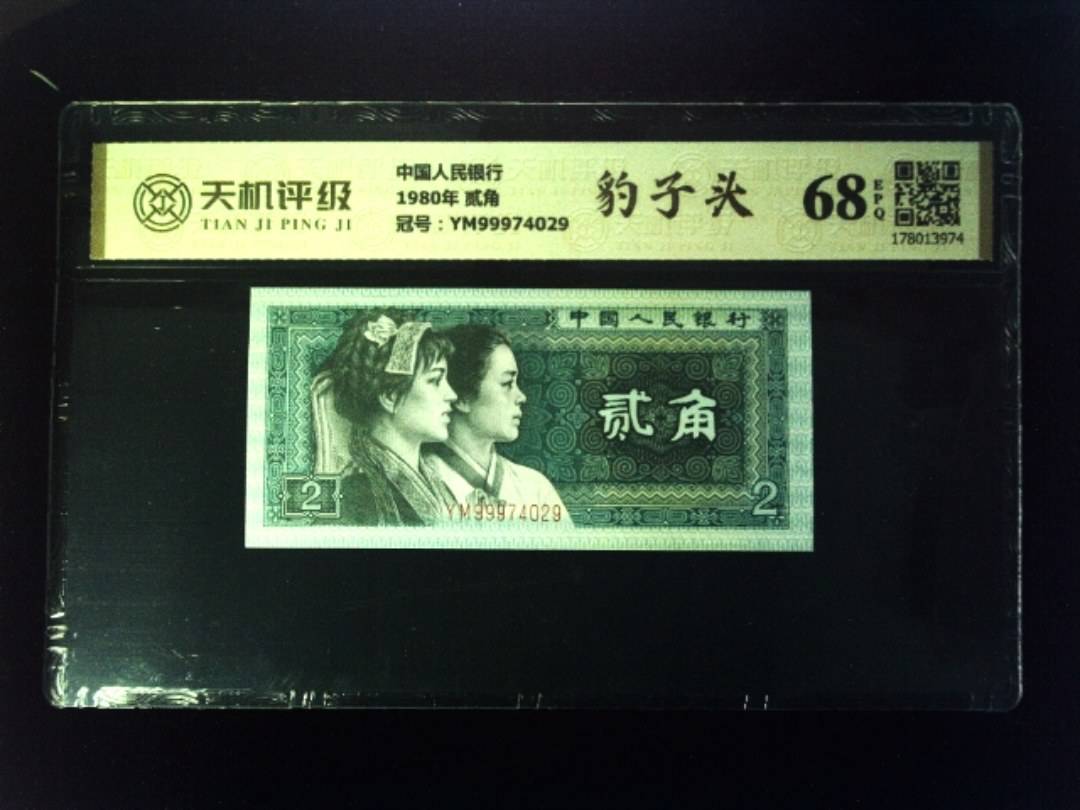 天机评级
TIAN JI PING JI
中国人民银行
1980年 贰角
冠号：YM99974029
豹子头
68
EPQ
178013974
中国人民银行
贰角
2
YM99974029
2